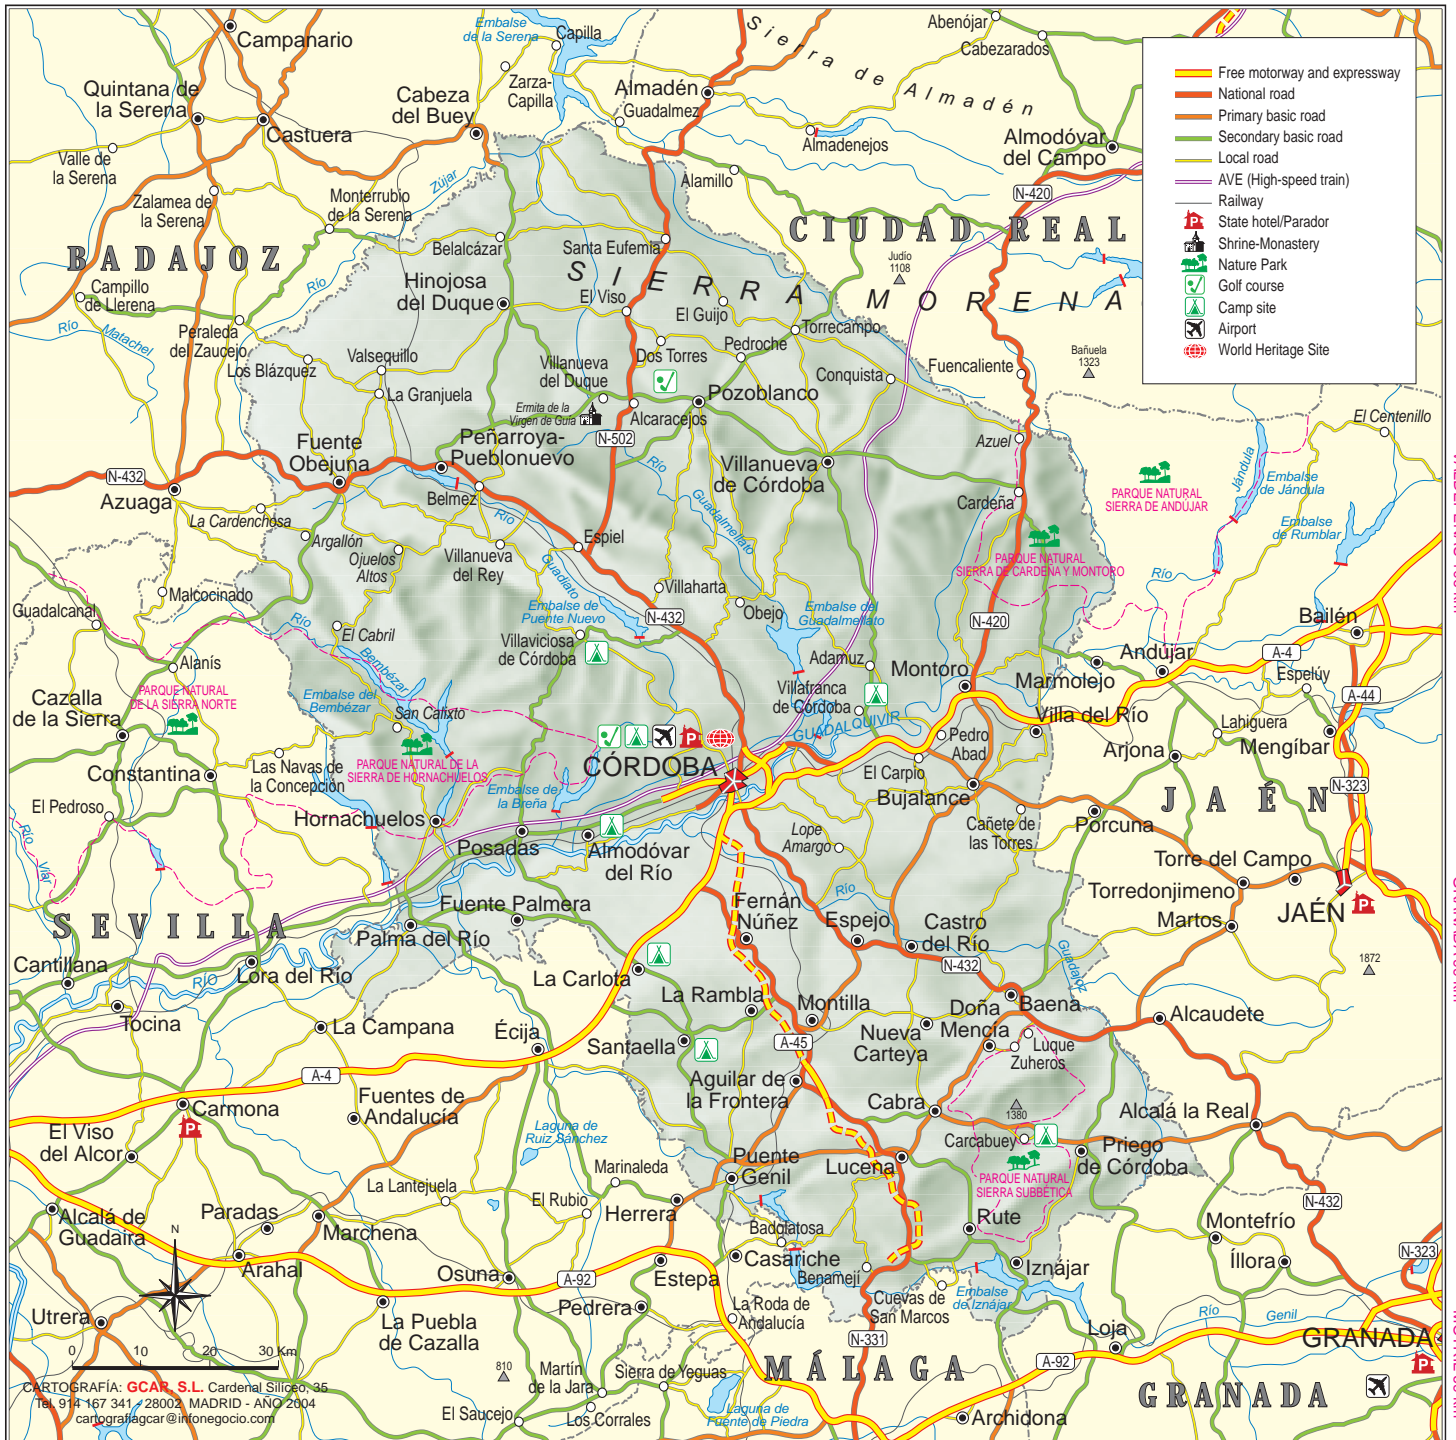 Campanario
Embalse
de la Serena
Capilla
Abenójar
Cabezarados
Sierra de Almadén
Quintana de
la Serena
Castuera
Cabeza
del Buey
Zarza-
Capilla
Almadén
Guadalmez
Almadenejos
Almodóvar
del Campo
Valle de
la Serena
Zalamea de
la Serena
Monterrubio
de la Serena
Río
Zújar
Alamillo
N-420
BADAJOZ
CIUDAD REAL
Belalcázar
Santa Eufemia
Judío
1108
SIERRA MORENA
Campillo
de Llerena
Río
Matachel
Peraleda
del Zaucejo
Hinojosa
del Duque
El Viso
El Guijo
Torrecampo
Los Blázquez
Valsequillo
La Granjuela
Villanueva
del Duque
Dos Torres
Pedroche
Conquista
Fuencaliente
Bañuela
1323
Ermita de la
Virgen de Guía
Alcaracejos
Pozoblanco
El Centenillo
N-502
Azuel
Fuente
Obejuna
Peñarroya-
Pueblonuevo
Villanueva
de Córdoba
N-432
Azuaga
Belmez
Río
Guadalmellato
Cardeña
PARQUE NATURAL
SIERRA DE ANDÚJAR
Jándula
Embalse
de Jándula
Embalse
de Rumblar
La Cardenchosa
Argallón
Ojuelos
Altos
Villanueva
del Rey
Río
Guadiato
Espiel
PARQUE NATURAL
SIERRA DE CARDEÑA Y MONTORO
Río
Malcocinado
Guadalcanal
Río
Bembézar
El Cabril
Embalse de
Puente Nuevo
Villaharta
Obejo
Embalse del
Guadalmellato
N-432
N-420
Bailén
Alanís
Villaviciosa
de Córdoba
Adamuz
Montoro
Marmolejo
Andújar
A-4
Espelúy
PARQUE NATURAL
DE LA SIERRA NORTE
Embalse del
Bembézar
San Calixto
Villafranca
de Córdoba
GUADALQUIVIR
Villa del Río
A-44
Cazalla
de la Sierra
Pedro
Abad
Lahiguera
Mengíbar
Arjona
Constantina
Las Navas de
la Concepción
PARQUE NATURAL DE LA
SIERRA DE HORNACHUELOS
CÓRDOBA
El Carpio
Bujalance
N-323
JAÉN
El Pedroso
Río
Viar
Hornachuelos
Embalse de
la Breña
Posadas
Almodóvar
del Río
Lope
Amargo
Cañete de
las Torres
Porcuna
Torre del Campo
Torredonjimeno
Martos
JAÉN
SEVILLA
Fuente Palmera
Palma del Río
Fernán
Núñez
Río
Guadajoz
Espejo
Castro
del Río
N-432
1872
Cantillana
RÍO
Lora del Río
La Carlota
La Rambla
Montilla
Doña
Mencía
Baena
Tocina
La Campana
Écija
Santaella
A-45
Nueva
Carteya
Luque
Zuheros
Alcaudete
A-4
Carmona
Fuentes de
Andalucía
Aguilar de
la Frontera
Cabra
1380
Alcalá la Real
El Viso
del Alcor
Laguna de
Ruiz Sánchez
Carcabuey
Priego
de Córdoba
Marinaleda
Puente
Genil
Lucena
PARQUE NATURAL
SIERRA SUBBÉTICA
La Lantejuela
El Rubio
Herrera
N-432
Alcalá de
Guadaira
Paradas
Marchena
Badolatosa
Rute
Montefrío
N
Arahal
Osuna
A-92
Estepa
Casariche
Benamejí
Iznájar
Íllora
N-323
Utrera
La Puebla
de Cazalla
Pedrera
La Roda de
Andalucía
Cuevas de
San Marcos
Embalse
de Iznájar
Río
Genil
Loja
N-331
A-92
GRANADA
0 10 20 30 Km
810
Martín
de la Jara
Sierra de Yeguas
MÁLAGA
GRANADA
El Saucejo
Los Corrales
Laguna de
Fuente de Piedra
Archidona
CARTOGRAFÍA: GCAR, S.L. Cardenal Silíceo, 35
Tel. 914 167 341 - 28002 MADRID - AÑO 2004
cartografiagcar@infonegocio.com
Free motorway and expressway
National road
Primary basic road
Secondary basic road
Local road
AVE (High-speed train)
Railway
State hotel/Parador
Shrine-Monastery
Nature Park
Golf course
Camp site
Airport
World Heritage Site